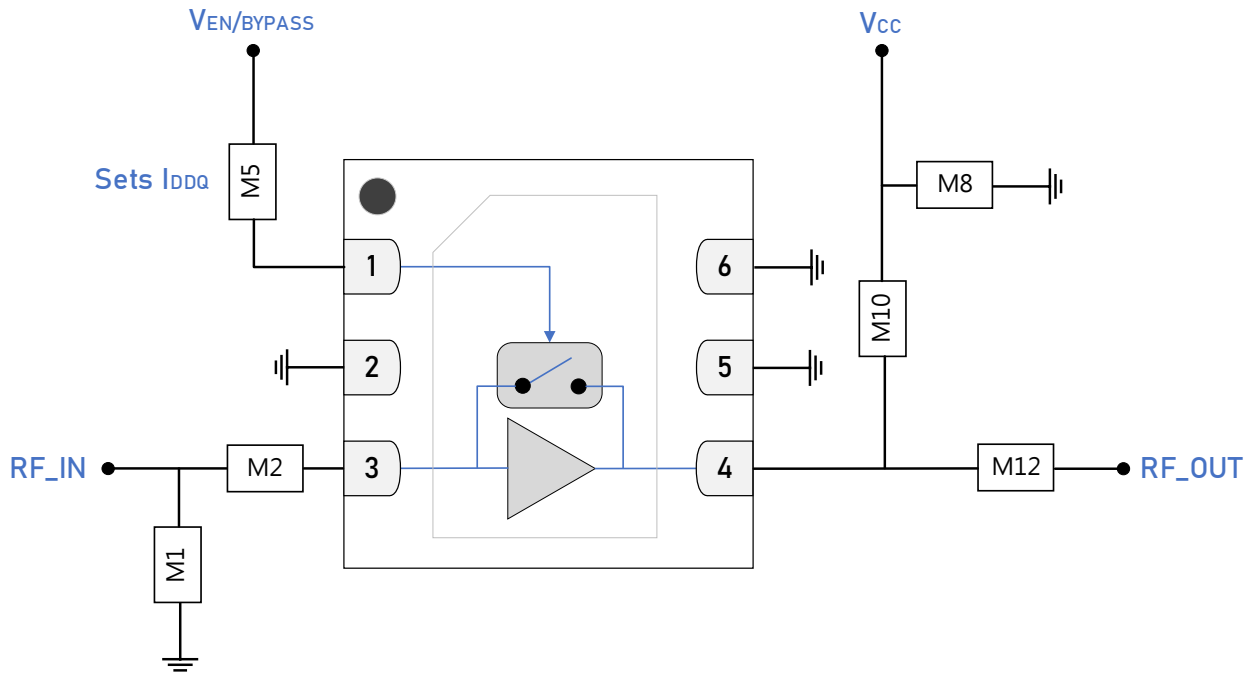 VEN/BYPASS
VCC
Sets IDDQ
M5
M8
1
6
M10
2
5
RF_IN
M2
3
4
M12
RF_OUT
M1